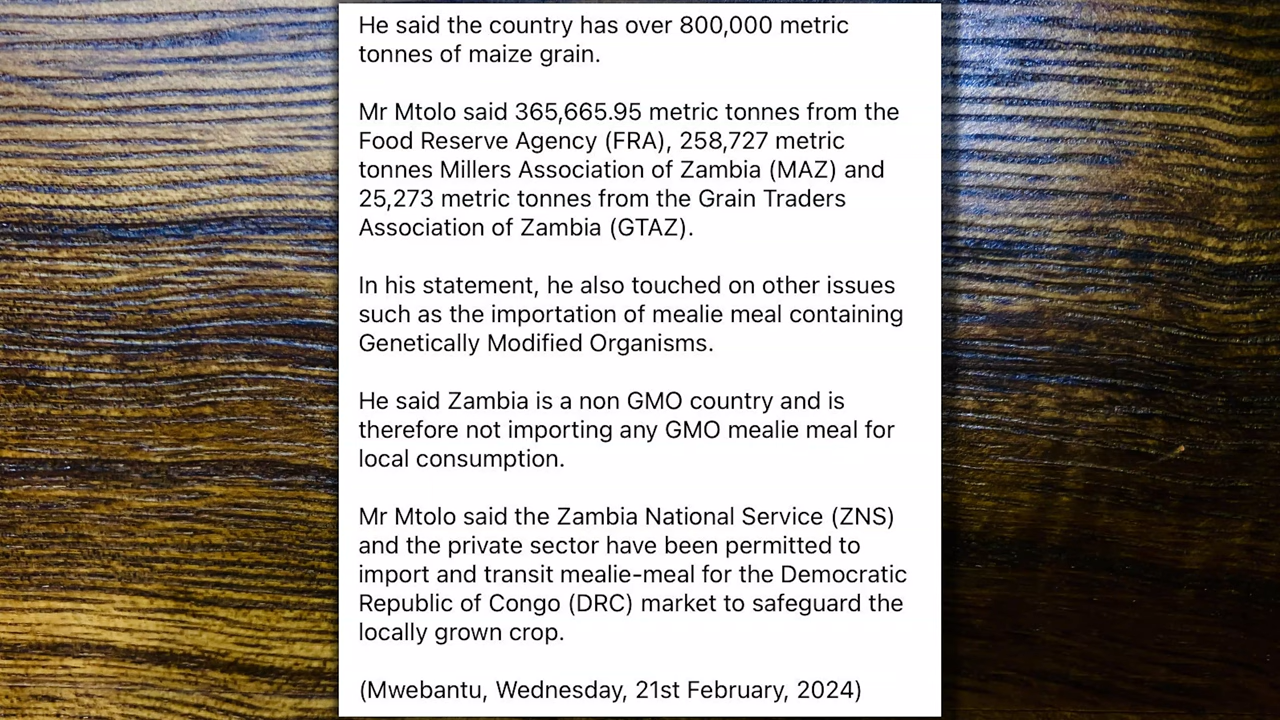 He said the country has over 800,000 metric
tonnes of maize grain.
Mr Mtolo said 365,665.95 metric tonnes from the
Food Reserve Agency (FRA), 258,727 metric
tonnes Millers Association of Zambia (MAZ) and
25,273 metric tonnes from the Grain Traders
Association of Zambia (GTAZ).
In his statement, he also touched on other issues
such as the importation of mealie meal containing
Genetically Modified Organisms.
He said Zambia is a non GMO country and is
therefore not importing any GMO mealie meal for
local consumption.
Mr Mtolo said the Zambia National Service (ZNS)
and the private sector have been permitted to
import and transit mealie-meal for the Democratic
Republic of Congo (DRC) market to safeguard the
locally grown crop.
(Mwebantu, Wednesday, 21st February, 2024)